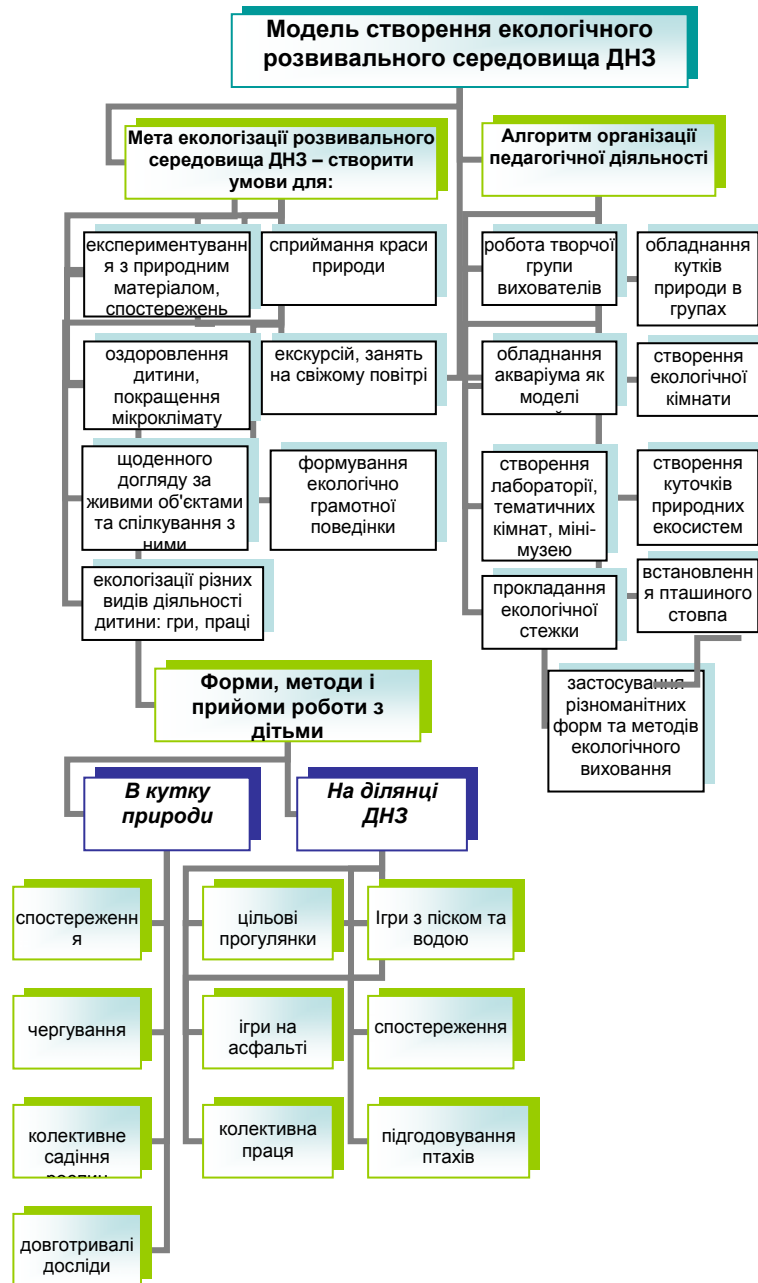 Модель створення екологічного
розвивального середовища ДНЗ
Мета екологізації розвивального
середовища ДНЗ – створити
умови для:
Алгоритм організації
педагогічної діяльності
експериментуванн
я з природним
матеріалом,
спостережень
сприймання краси
природи
робота творчої
групи
вихователів
обладнання
кутків
природи в
групах
оздоровлення
дитини,
покращення
мікроклімату
екскурсій, занять
на свіжому повітрі
обладнання
акваріума як
моделі
створення
екологічної
кімнати
щоденного
догляду за
живими об'єктами
та спілкування з
ними
формування
екологічно
грамотної
поведінки
створення
лабораторії,
тематичних
кімнат, міні-
музею
створення
куточків
природних
екосистем
екологізації різних
видів діяльності
дитини: гри, праці
прокладання
екологічної
стежки
встановленн
я пташиного
стовпа
Форми, методи і
прийоми роботи з
дітьми
застосування
різноманітних
форм та методів
екологічного
виховання
В кутку
природи
На ділянці
ДНЗ
спостереженн
я
цільові
прогулянки
Ігри з піском та
водою
чергування
ігри на
асфальті
спостереження
колективне
садіння
колективна
праця
підгодовування
птахів
довготривалі
досліди